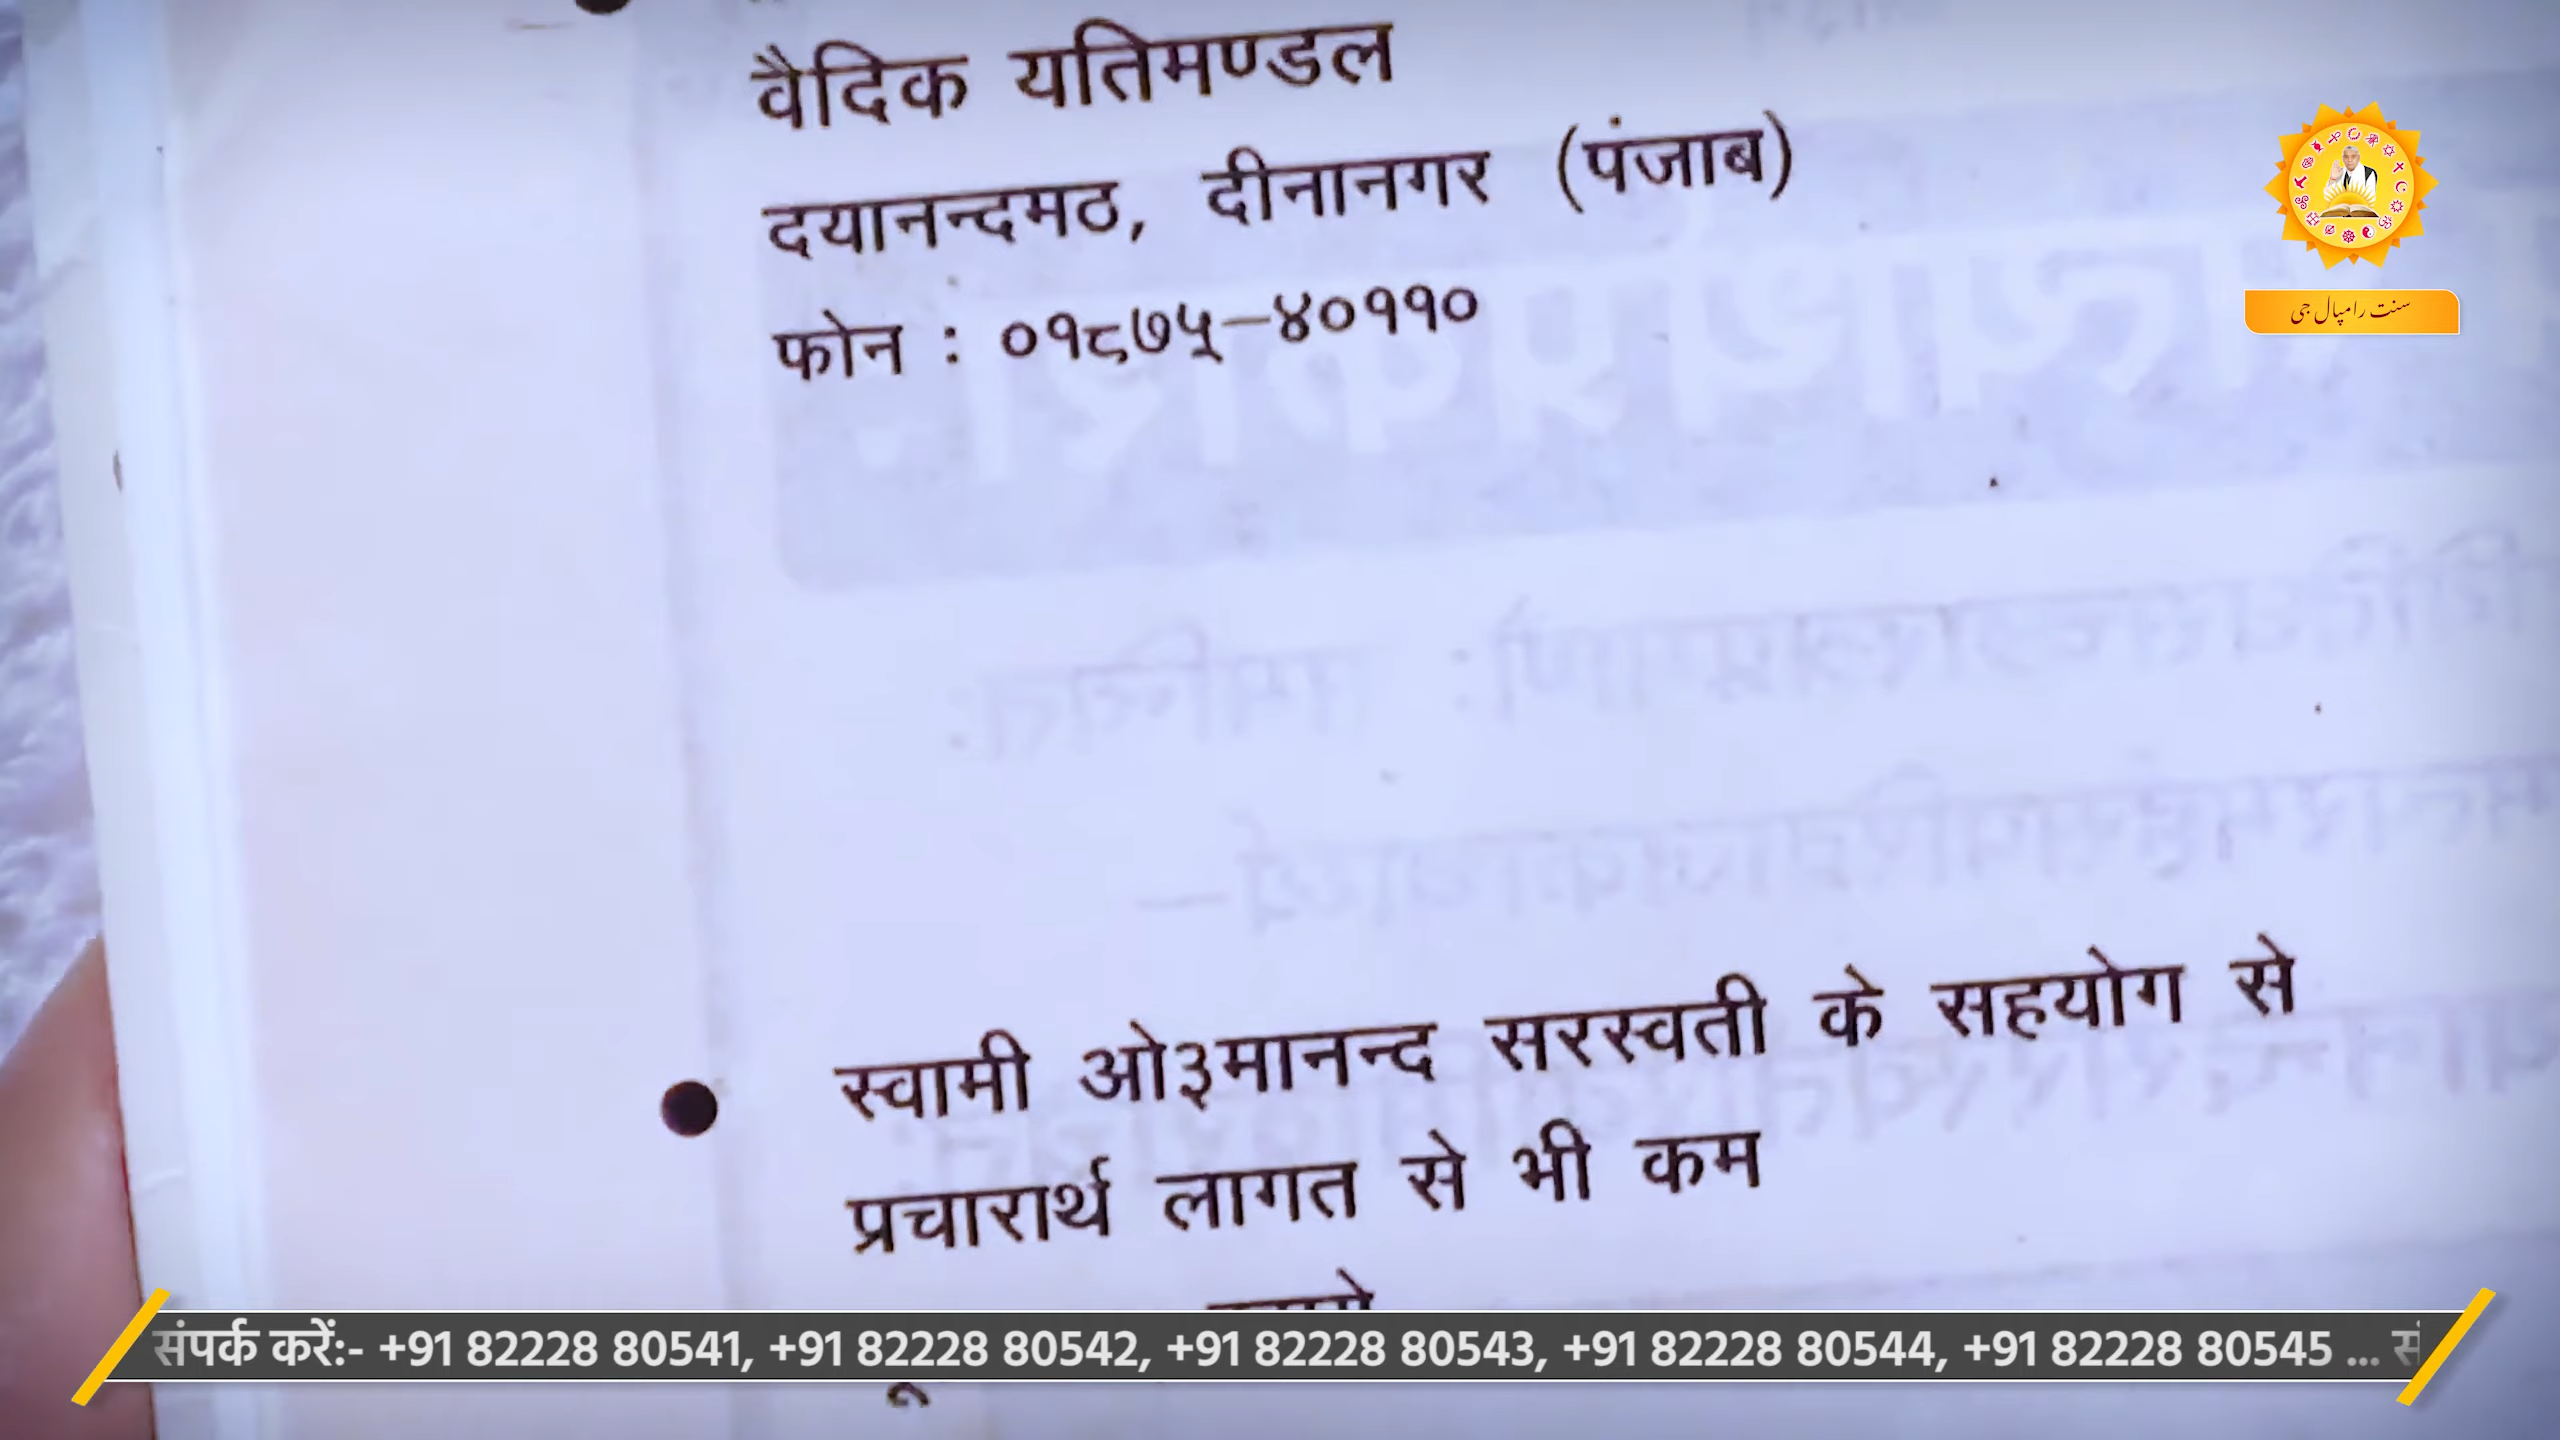 वैदिक यतिमण्डल
दयानन्दमठ, दीनानगर (पंजाब)
फोन : ०१८७५–४०११०
سنت رامپال جی
स्वामी ओ३मानन्द सरस्वती के सहयोग से
प्रचारार्थ लागत से भी कम
संपर्क करें:- +91 82228 80541, +91 82228 80542, +91 82228 80543, +91 82228 80544, +91 82228 80545 ...